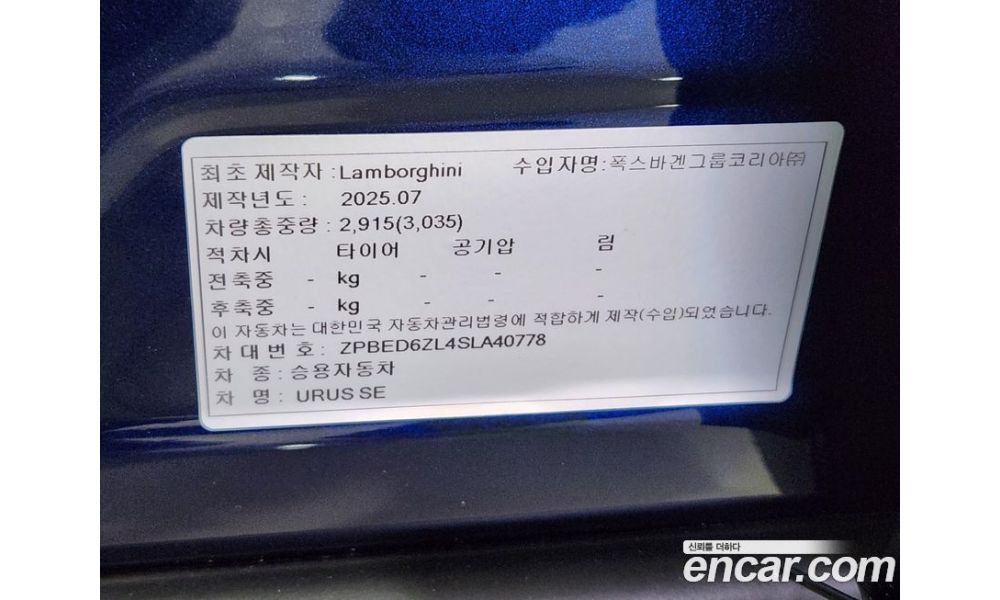 최초 제작자 : Lamborghini 수입자명 : 폭스바겐그룹코리아㈜
제작년도 : 2025.07
차량총중량 : 2,915(3,035)
적차시 타이어 공기압 림
전축중 - kg - - -
후축중 - kg - - -
이 자동차는 대한민국 자동차관리법령에 적합하게 제작(수입)되었습니다.
차 대 번 호 : ZPBED6ZL4SLA40778
차 종 : 승용자동차
차 명 : URUS SE
신뢰를 더하다
encar.com